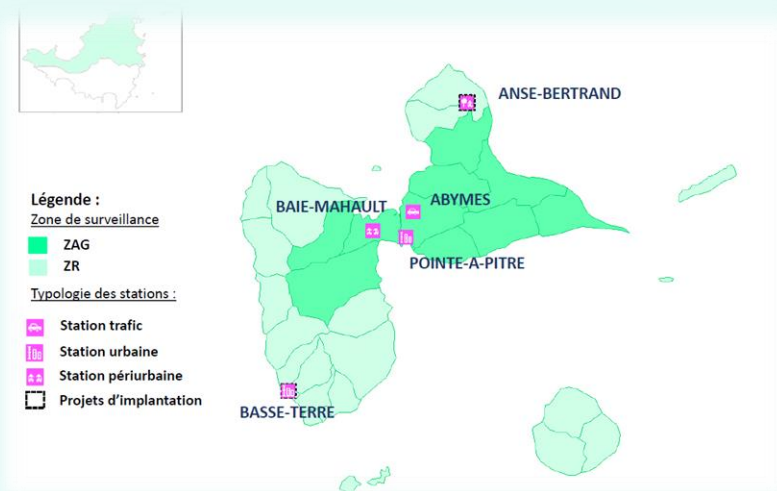 ANSE-BERTRAND
ABYMES
BAIE-MAHAULT
POINTE-A-PITRE
BASSE-TERRE
Légende :
Zone de surveillance
ZAG
ZR
Typologie des stations :
Station trafic
Station urbaine
Station périurbaine
Projets d'implantation